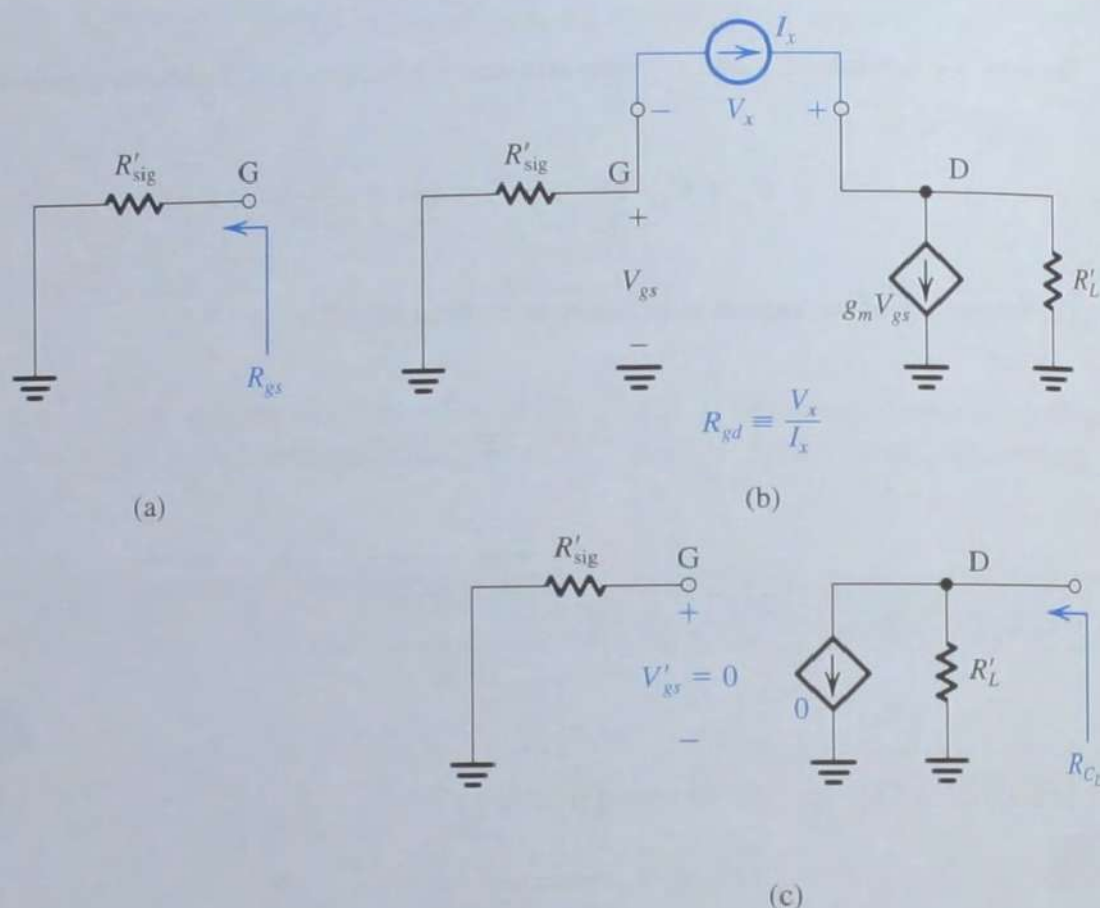 R'sig
G
Rgs
(a)
Ix
−
Vx
+
R'sig
G
D
+
Vgs
−
gmVgs
R'L
Rgd ≡ Vx
Ix
(b)
R'sig
G
D
+
V'gs = 0
−
0
R'L
(c)